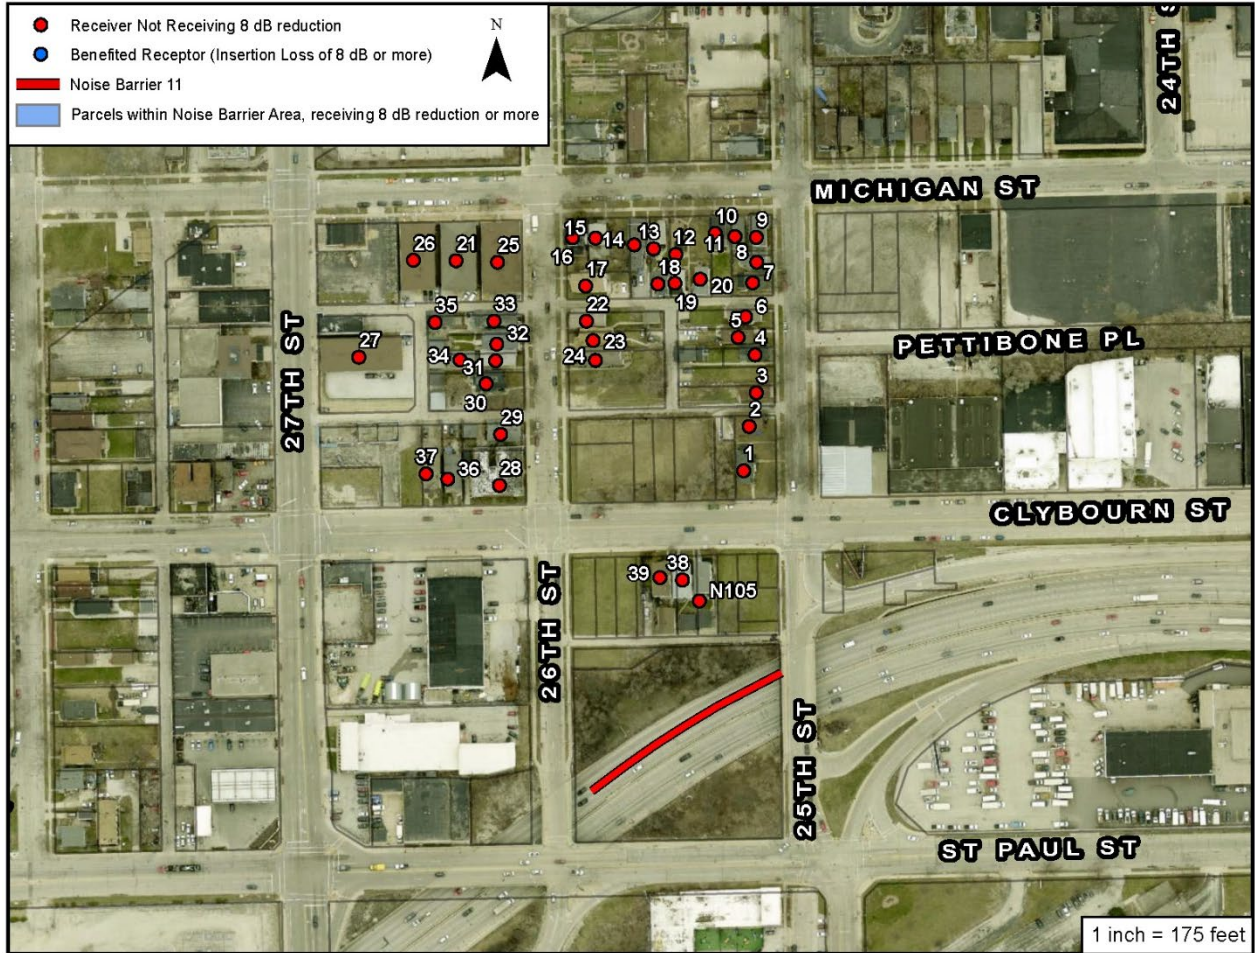 Receiver Not Receiving 8 dB reduction
Benefited Receptor (Insertion Loss of 8 dB or more)
Noise Barrier 11
Parcels within Noise Barrier Area, receiving 8 dB reduction or more
N
24TH S
MICHIGAN ST
10
9
15
13
12
14
11
8
16
26
21
25
7
17
18
20
19
6
35
33
22
5
32
23
4
27TH ST
27
34
24
31
3
30
PETTIBONE PL
2
29
1
37
36
28
CLYBOURN ST
39
38
N105
26TH ST
25TH ST
ST PAUL ST
1 inch = 175 feet